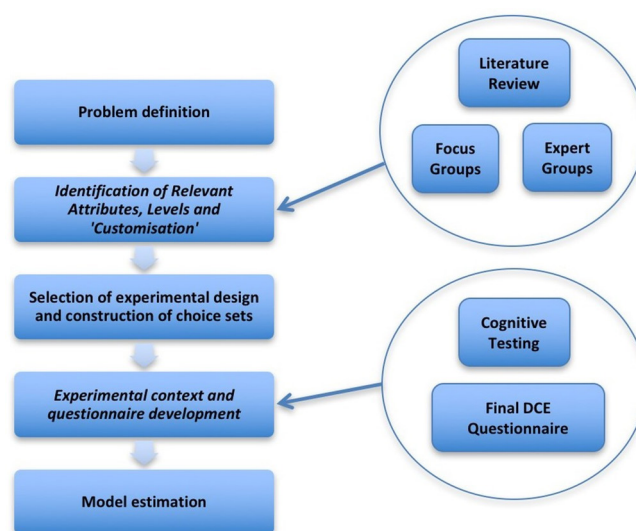 Problem definition
Identification of Relevant
Attributes, Levels and
'Customisation'
Selection of experimental design
and construction of choice sets
Experimental context and
questionnaire development
Model estimation
Literature
Review
Focus
Groups
Expert
Groups
Cognitive
Testing
Final DCE
Questionnaire